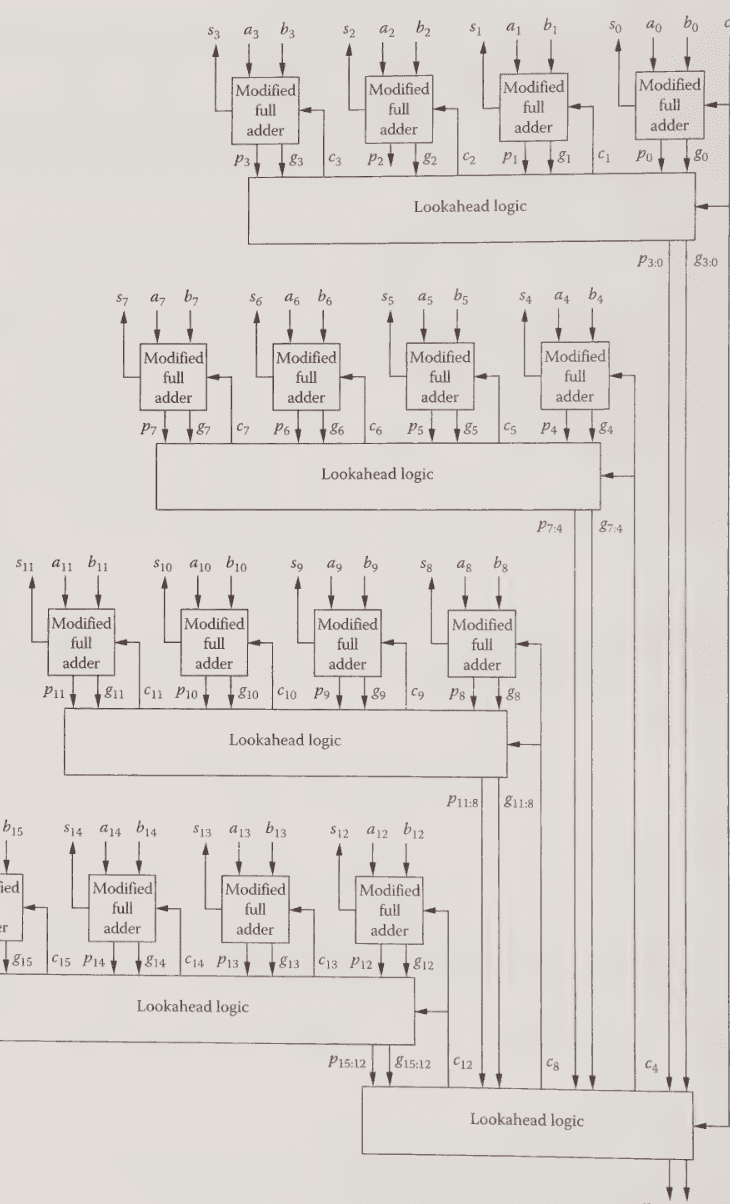 s3 a3 b3 s2 a2 b2 s1 a1 b1 s0 a0 b0 c
Modified full adder Modified full adder Modified full adder Modified full adder
p3 g3 c3 p2 g2 c2 p1 g1 c1 p0 g0
Lookahead logic
p3:0 g3:0
s7 a7 b7 s6 a6 b6 s5 a5 b5 s4 a4 b4
Modified full adder Modified full adder Modified full adder Modified full adder
p7 g7 c7 p6 g6 c6 p5 g5 c5 p4 g4
Lookahead logic
p7:4 g7:4
s11 a11 b11 s10 a10 b10 s9 a9 b9 s8 a8 b8
Modified full adder Modified full adder Modified full adder Modified full adder
p11 g11 c11 p10 g10 c10 p9 g9 c9 p8 g8
Lookahead logic
p11:8 g11:8
b15 s14 a14 b14 s13 a13 b13 s12 a12 b12
ied er Modified full adder Modified full adder Modified full adder
g15 c15 p14 g14 c14 p13 g13 c13 p12 g12
Lookahead logic
p15:12 g15:12 c12 c8 c4
Lookahead logic